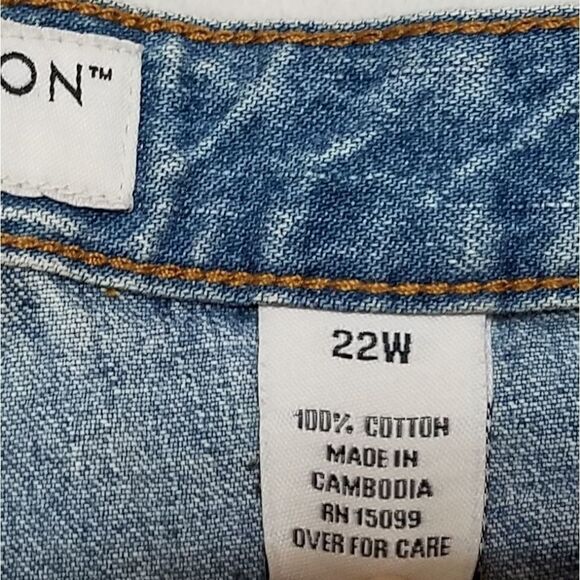 ON™
22W
100% COTTON
MADE IN
CAMBODIA
RN 15099
OVER FOR CARE